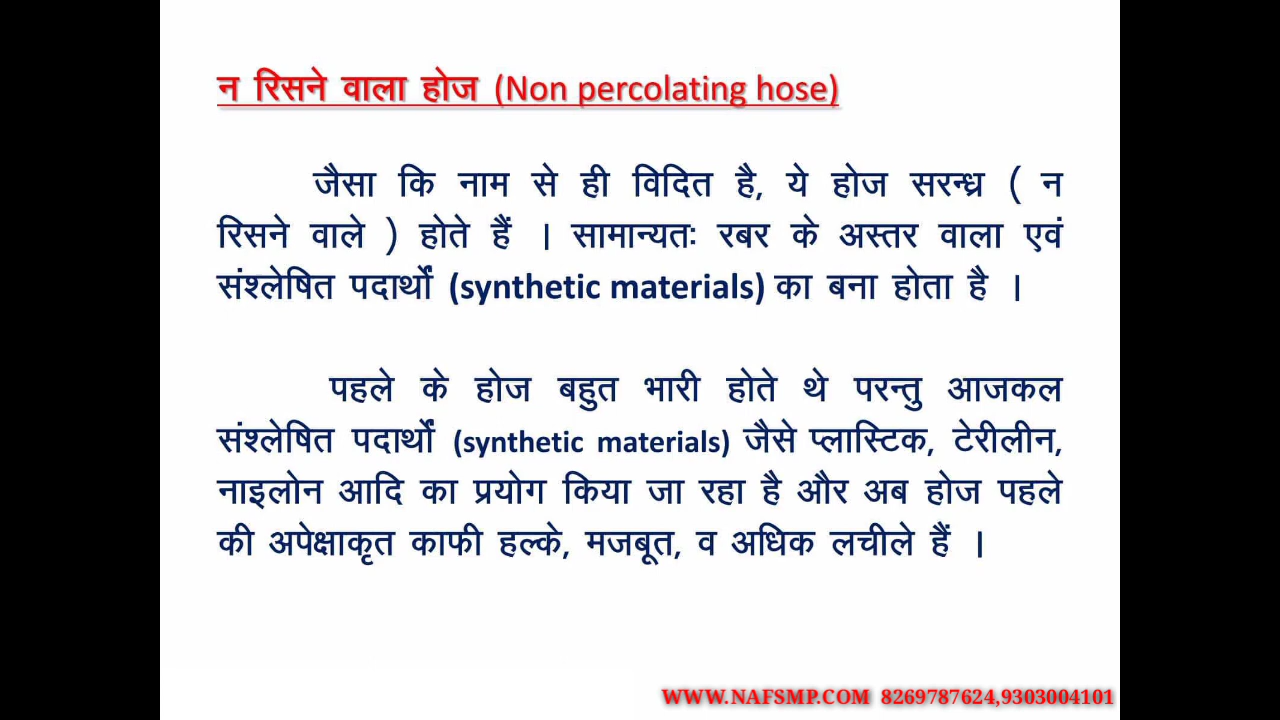 न रिसने वाला होज (Non percolating hose)
जैसा कि नाम से ही विदित है, ये होज सरन्ध्र ( न
रिसने वाले ) होते हैं । सामान्यतः रबर के अस्तर वाला एवं
संश्लेषित पदार्थों (synthetic materials) का बना होता है ।
पहले के होज बहुत भारी होते थे परन्तु आजकल
संश्लेषित पदार्थों (synthetic materials) जैसे प्लास्टिक, टेरीलीन,
नाइलोन आदि का प्रयोग किया जा रहा है और अब होज पहले
की अपेक्षाकृत काफी हल्के, मजबूत, व अधिक लचीले हैं ।
WWW.NAFSMP.COM 8269787624,9303004101